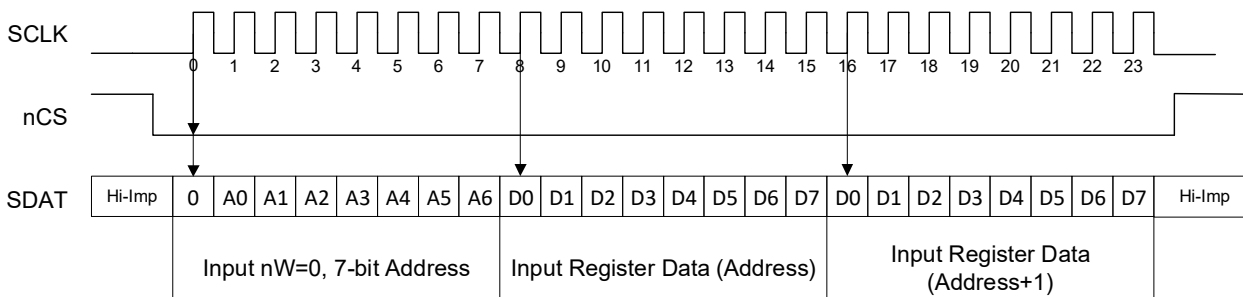 SCLK
0 1 2 3 4 5 6 7 8 9 10 11 12 13 14 15 16 17 18 19 20 21 22 23
nCS
SDAT Hi-Imp 0 A0 A1 A2 A3 A4 A5 A6 D0 D1 D2 D3 D4 D5 D6 D7 D0 D1 D2 D3 D4 D5 D6 D7 Hi-Imp
Input nW=0, 7-bit Address
Input Register Data (Address)
Input Register Data
(Address+1)